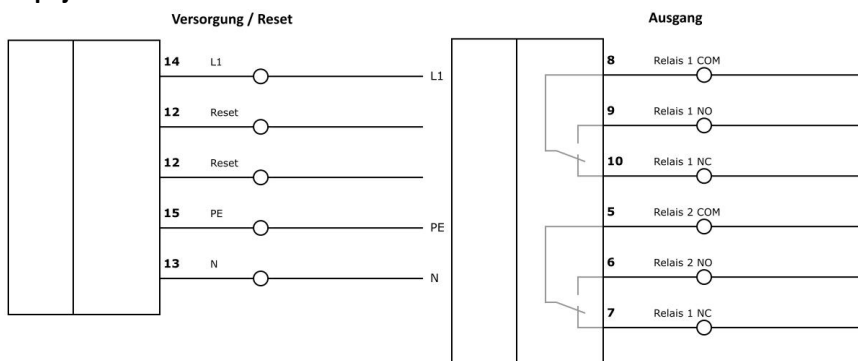 Versorgung / Reset
14 L1
L1
12 Reset
12 Reset
15 PE
PE
13 N
N
Ausgang
8 Relais 1 COM
9 Relais 1 NO
10 Relais 1 NC
5 Relais 2 COM
6 Relais 2 NO
7 Relais 1 NC